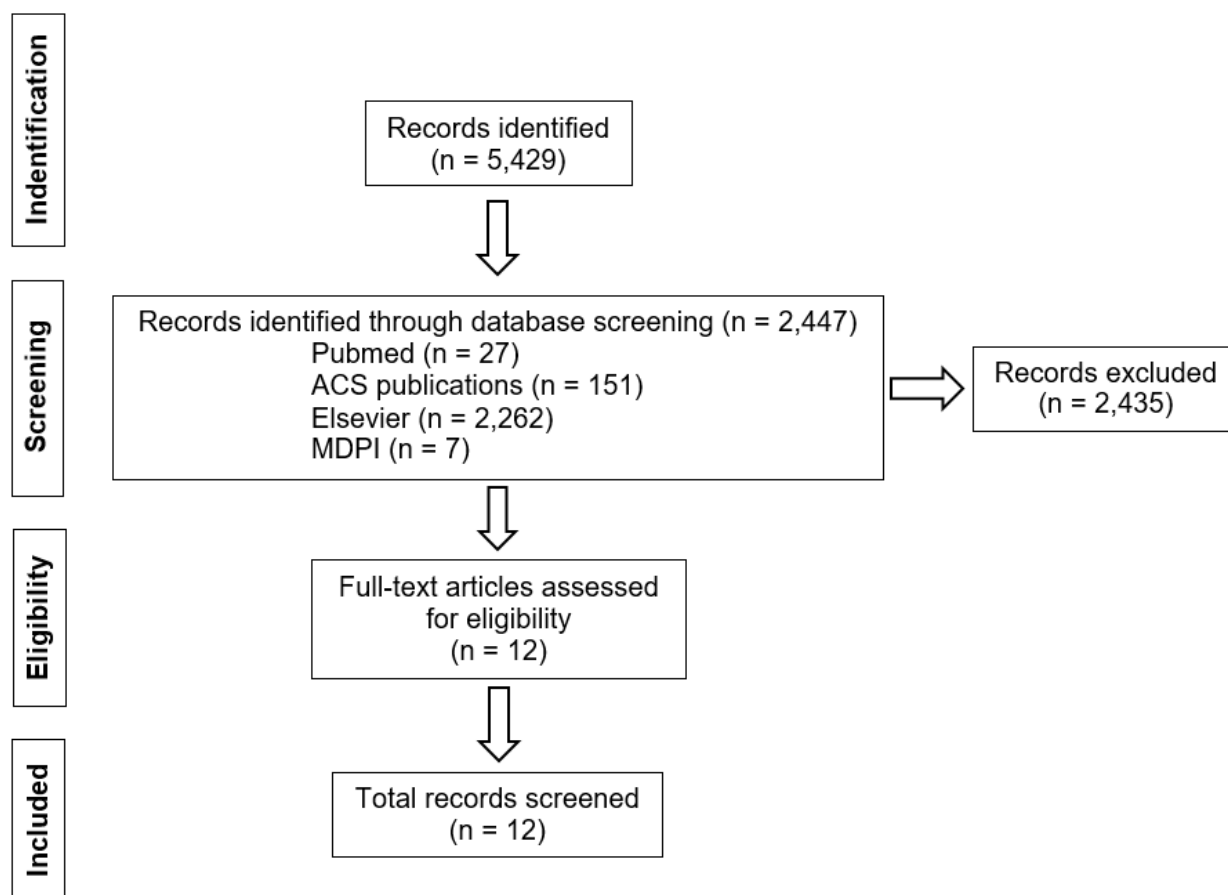 Identification
Records identified
(n = 5,429)
Screening
Records identified through database screening (n = 2,447)
Pubmed (n = 27)
ACS publications (n = 151)
Elsevier (n = 2,262)
MDPI (n = 7)
Records excluded
(n = 2,435)
Eligibility
Full-text articles assessed
for eligibility
(n = 12)
Included
Total records screened
(n = 12)